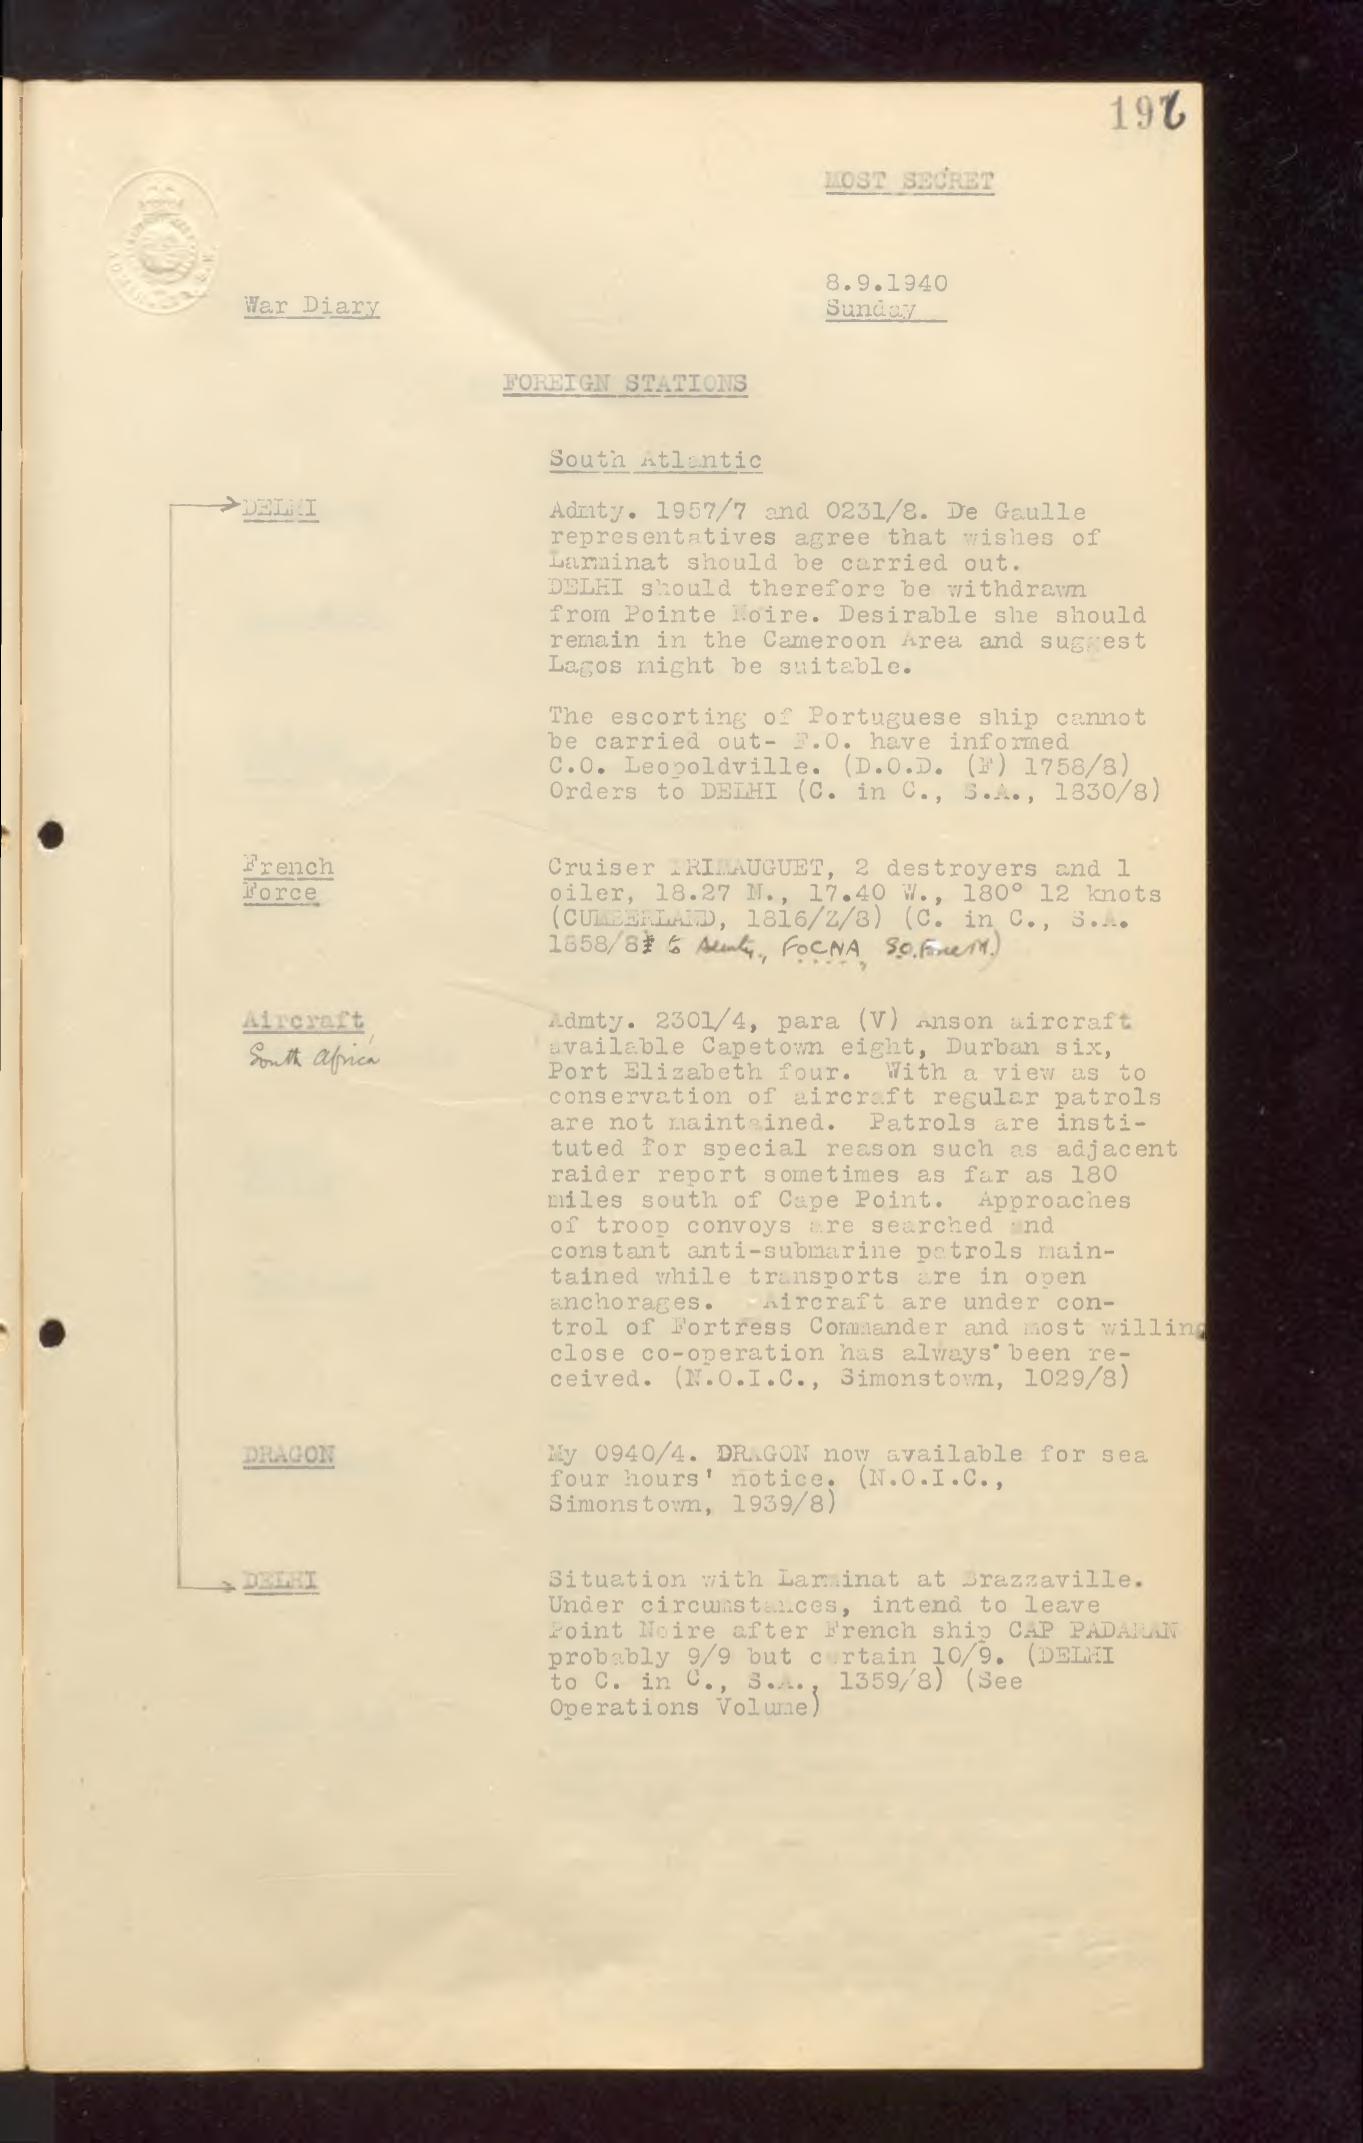 196
MOST SECRET
8.9.1940
War Diary
Sunday
FOREIGN STATIONS
South Atlantic
DELHI
Admty. 1957/7 and 0231/8. De Gaulle
representatives agree that wishes of
Larminat should be carried out.
DELHI should therefore be withdrawn
from Pointe Noire. Desirable she should
remain in the Cameroon Area and suggest
Lagos might be suitable.
The escorting of Portuguese ship cannot
be carried out- F.O. have informed
C.O. Leopoldville. (D.O.D. (F) 1758/8)
Orders to DELHI (C. in C., S.A., 1830/8)
French
Force
Cruiser PRIMAUGUET, 2 destroyers and 1
oiler, 18.27 N., 17.40 W., 180° 12 knots
(CUMBERLAND, 1816/Z/8) (C. in C., S.A.
1858/8 to Admty., FOCNA, S.O. Force M.)
Aircraft
South Africa
Admty. 2301/4, para (V) Anson aircraft
available Capetown eight, Durban six,
Port Elizabeth four. With a view as to
conservation of aircraft regular patrols
are not maintained. Patrols are insti-
tuted for special reason such as adjacent
raider report sometimes as far as 180
miles south of Cape Point. Approaches
of troop convoys are searched and
constant anti-submarine patrols main-
tained while transports are in open
anchorages. Aircraft are under con-
trol of Fortress Commander and most willing
close co-operation has always been re-
ceived. (N.O.I.C., Simonstown, 1029/8)
DRAGON
My 0940/4. DRAGON now available for sea
four hours' notice. (N.O.I.C.,
Simonstown, 1939/8)
DELHI
Situation with Larminat at Brazzaville.
Under circumstances, intend to leave
Point Noire after French ship CAP PADARAN
probably 9/9 but certain 10/9. (DELHI
to C. in C., S.A., 1359/8) (See
Operations Volume)